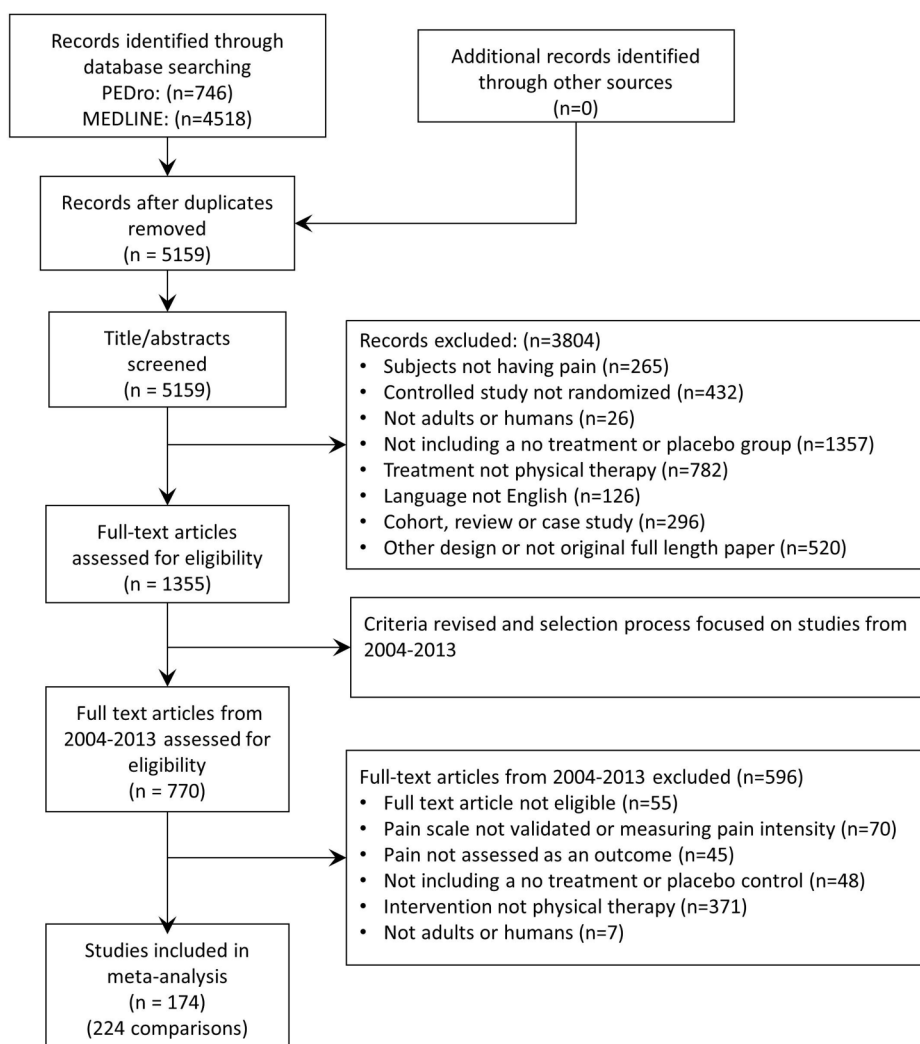 Records identified through
database searching
PEDro: (n=746)
MEDLINE: (n=4518)
Additional records identified
through other sources
(n=0)
Records after duplicates
removed
(n = 5159)
Title/abstracts
screened
(n = 5159)
Records excluded: (n=3804)
• Subjects not having pain (n=265)
• Controlled study not randomized (n=432)
• Not adults or humans (n=26)
• Not including a no treatment or placebo group (n=1357)
• Treatment not physical therapy (n=782)
• Language not English (n=126)
• Cohort, review or case study (n=296)
• Other design or not original full length paper (n=520)
Full-text articles
assessed for eligibility
(n = 1355)
Criteria revised and selection process focused on studies from
2004-2013
Full text articles from
2004-2013 assessed for
eligibility
(n = 770)
Full-text articles from 2004-2013 excluded (n=596)
• Full text article not eligible (n=55)
• Pain scale not validated or measuring pain intensity (n=70)
• Pain not assessed as an outcome (n=45)
• Not including a no treatment or placebo control (n=48)
• Intervention not physical therapy (n=371)
• Not adults or humans (n=7)
Studies included in
meta-analysis
(n = 174)
(224 comparisons)